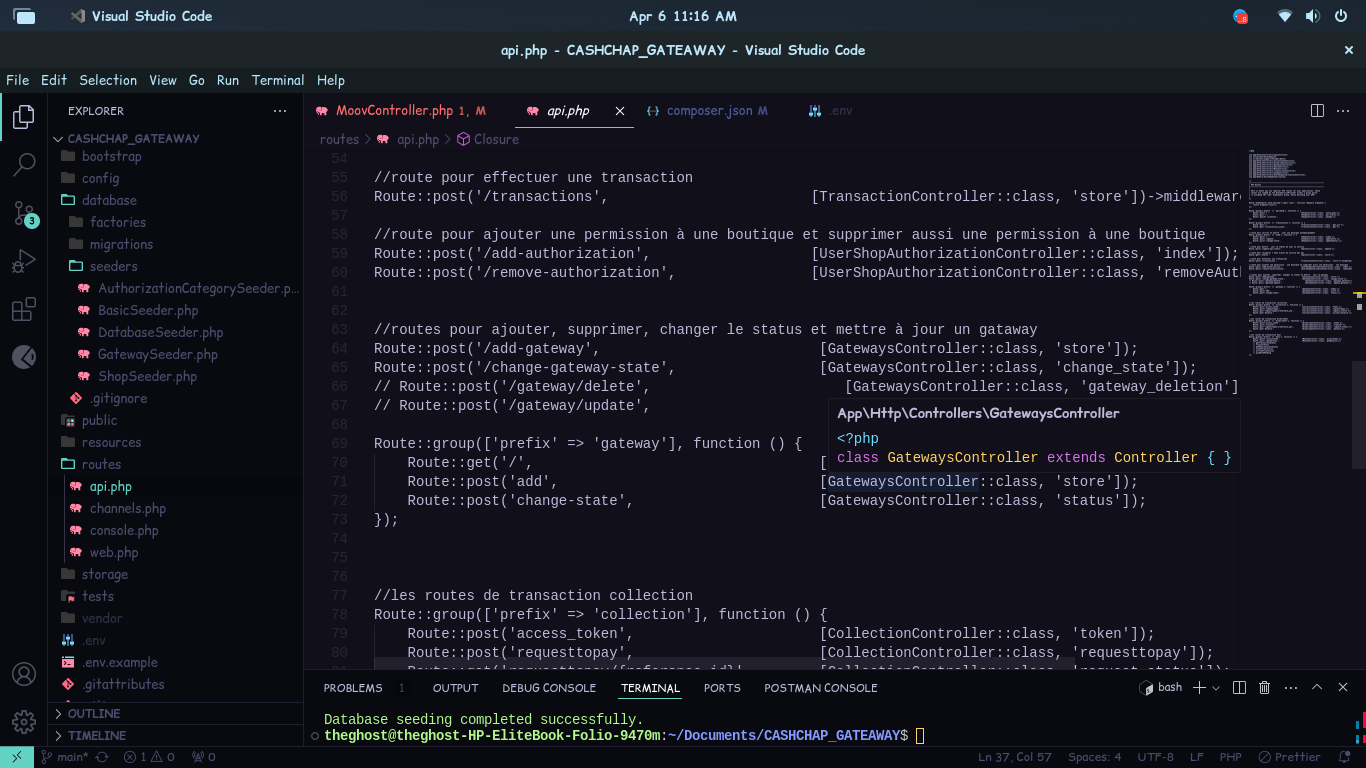 Visual Studio Code
Apr 6 11:16 AM
api.php - CASHCHAP_GATEAWAY - Visual Studio Code
File Edit Selection View Go Run Terminal Help
EXPLORER
CASHCHAP_GATEAWAY
bootstrap
config
database
factories
migrations
seeders
AuthorizationCategorySeeder.p...
BasicSeeder.php
DatabaseSeeder.php
GatewaySeeder.php
ShopSeeder.php
.gitignore
public
resources
routes
api.php
channels.php
console.php
web.php
storage
tests
vendor
.env
.env.example
.gitattributes
OUTLINE
TIMELINE
3
MoovController.php 1, M
api.php
composer.json M
.env
routes > api.php > Closure
54
55 //route pour effectuer une transaction
56 Route::post('/transactions', [TransactionController::class, 'store'])->middleware
57
58 //route pour ajouter une permission à une boutique et supprimer aussi une permission à une boutique
59 Route::post('/add-authorization', [UserShopAuthorizationController::class, 'index']);
60 Route::post('/remove-authorization', [UserShopAuthorizationController::class, 'removeAut
61
62
63 //routes pour ajouter, supprimer, changer le status et mettre à jour un gataway
64 Route::post('/add-gateway', [GatewaysController::class, 'store']);
65 Route::post('/change-gateway-state', [GatewaysController::class, 'change_state']);
66 // Route::post('/gateway/delete', [GatewaysController::class, 'gateway_deletion']
67 // Route::post('/gateway/update',
68
69 Route::group(['prefix' => 'gateway'], function () {
70 Route::get('/', [
71 Route::post('add', [GatewaysController::class, 'store']);
72 Route::post('change-state', [GatewaysController::class, 'status']);
73 });
74
75
76
77 //les routes de transaction collection
78 Route::group(['prefix' => 'collection'], function () {
79 Route::post('access_token', [CollectionController::class, 'token']);
80 Route::post('requesttopay', [CollectionController::class, 'requesttopay']);
App\Http\Controllers\GatewaysController
<?php
class GatewaysController extends Controller { }
PROBLEMS 1 OUTPUT DEBUG CONSOLE TERMINAL PORTS POSTMAN CONSOLE
bash
Database seeding completed successfully.
theghost@theghost-HP-EliteBook-Folio-9470m:~/Documents/CASHCHAP_GATEAWAY$
main* 1 0 0
Ln 37, Col 57 Spaces: 4 UTF-8 LF PHP Prettier